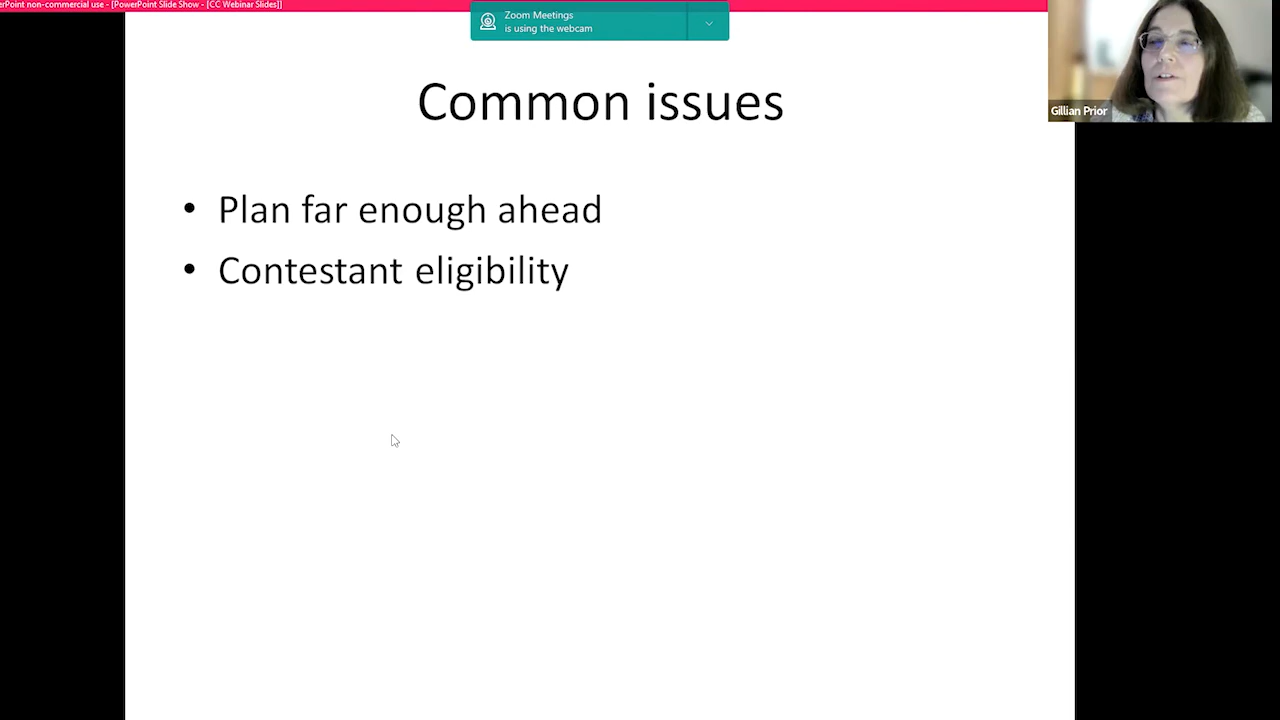 erPoint non-commercial use - [PowerPoint Slide Show - [CC Webinar Slides]]
Zoom Meetings
is using the webcam
Gillian Prior
Common issues
• Plan far enough ahead
• Contestant eligibility